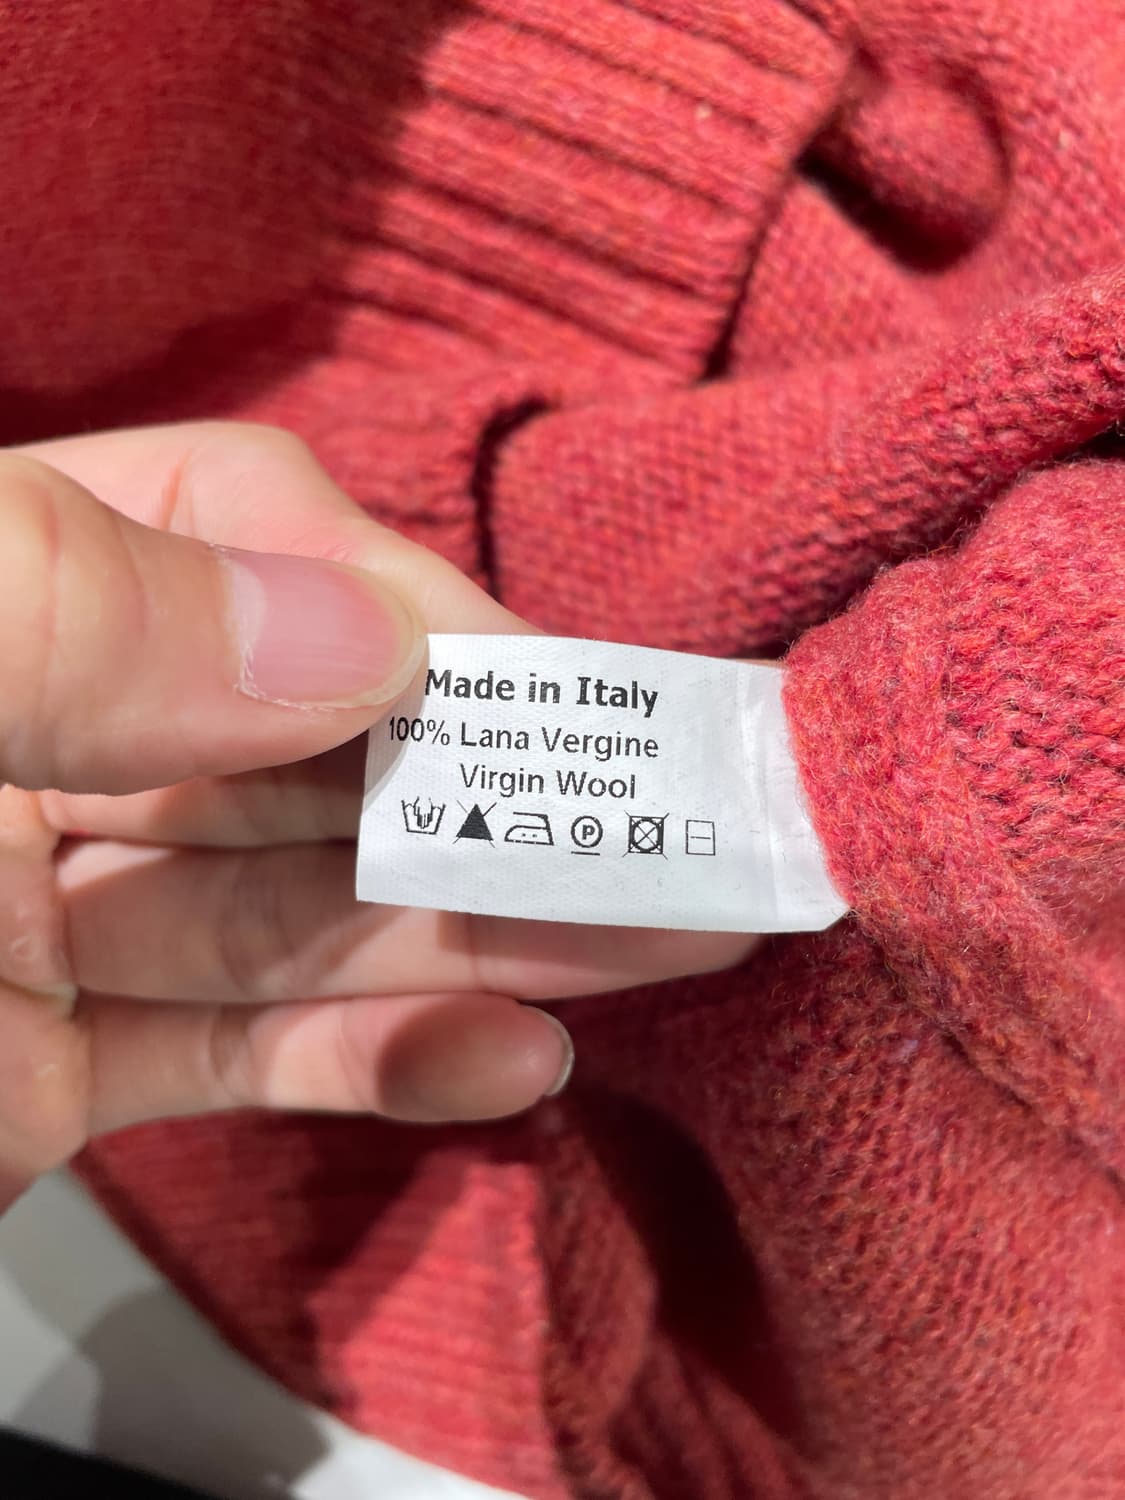 Made in Italy
100% Lana Vergine
Virgin Wool
P